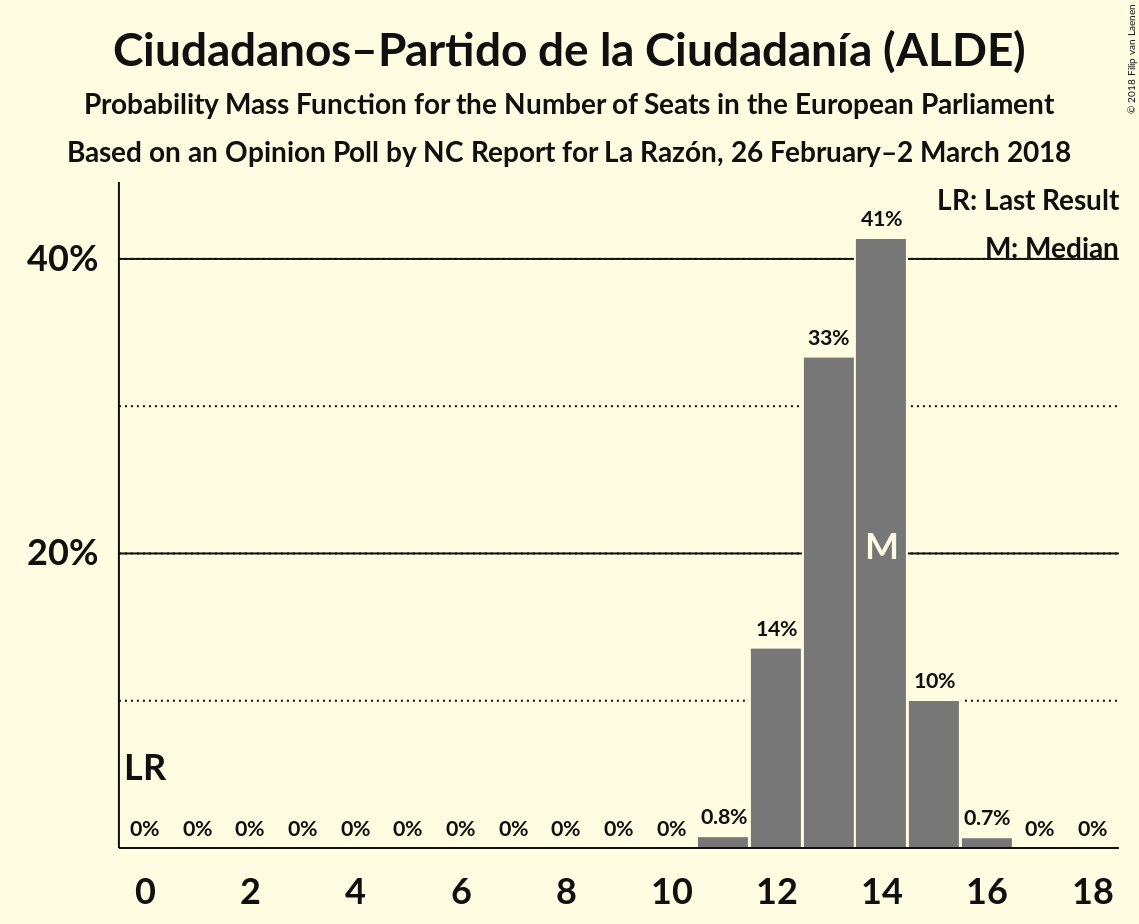 Ciudadanos–Partido de la Ciudadanía (ALDE)
Probability Mass Function for the Number of Seats in the European Parliament
Based on an Opinion Poll by NC Report for La Razón, 26 February–2 March 2018
© 2018 Filip van Laenen
LR: Last Result
M: Median
40%
20%
41%
33%
M
14%
10%
LR
0% 0% 0% 0% 0% 0% 0% 0% 0% 0% 0% 0.8% 0.7% 0% 0%
0 2 4 6 8 10 12 14 16 18